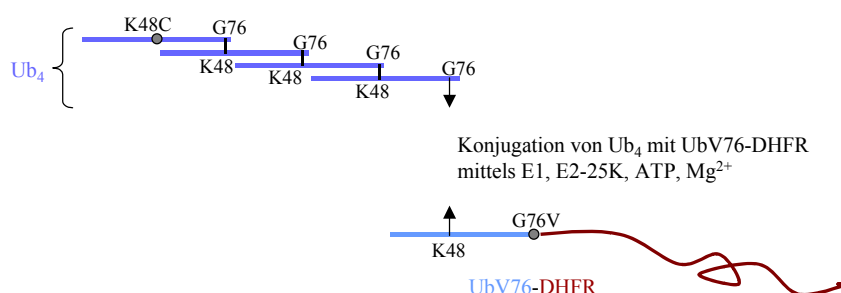 K48C
G76
G76
G76
G76
Ub₄
K48
K48
K48
Konjugation von Ub₄ mit UbV76-DHFR
mittels E1, E2-25K, ATP, Mg²⁺
G76V
K48
UbV76-DHFR